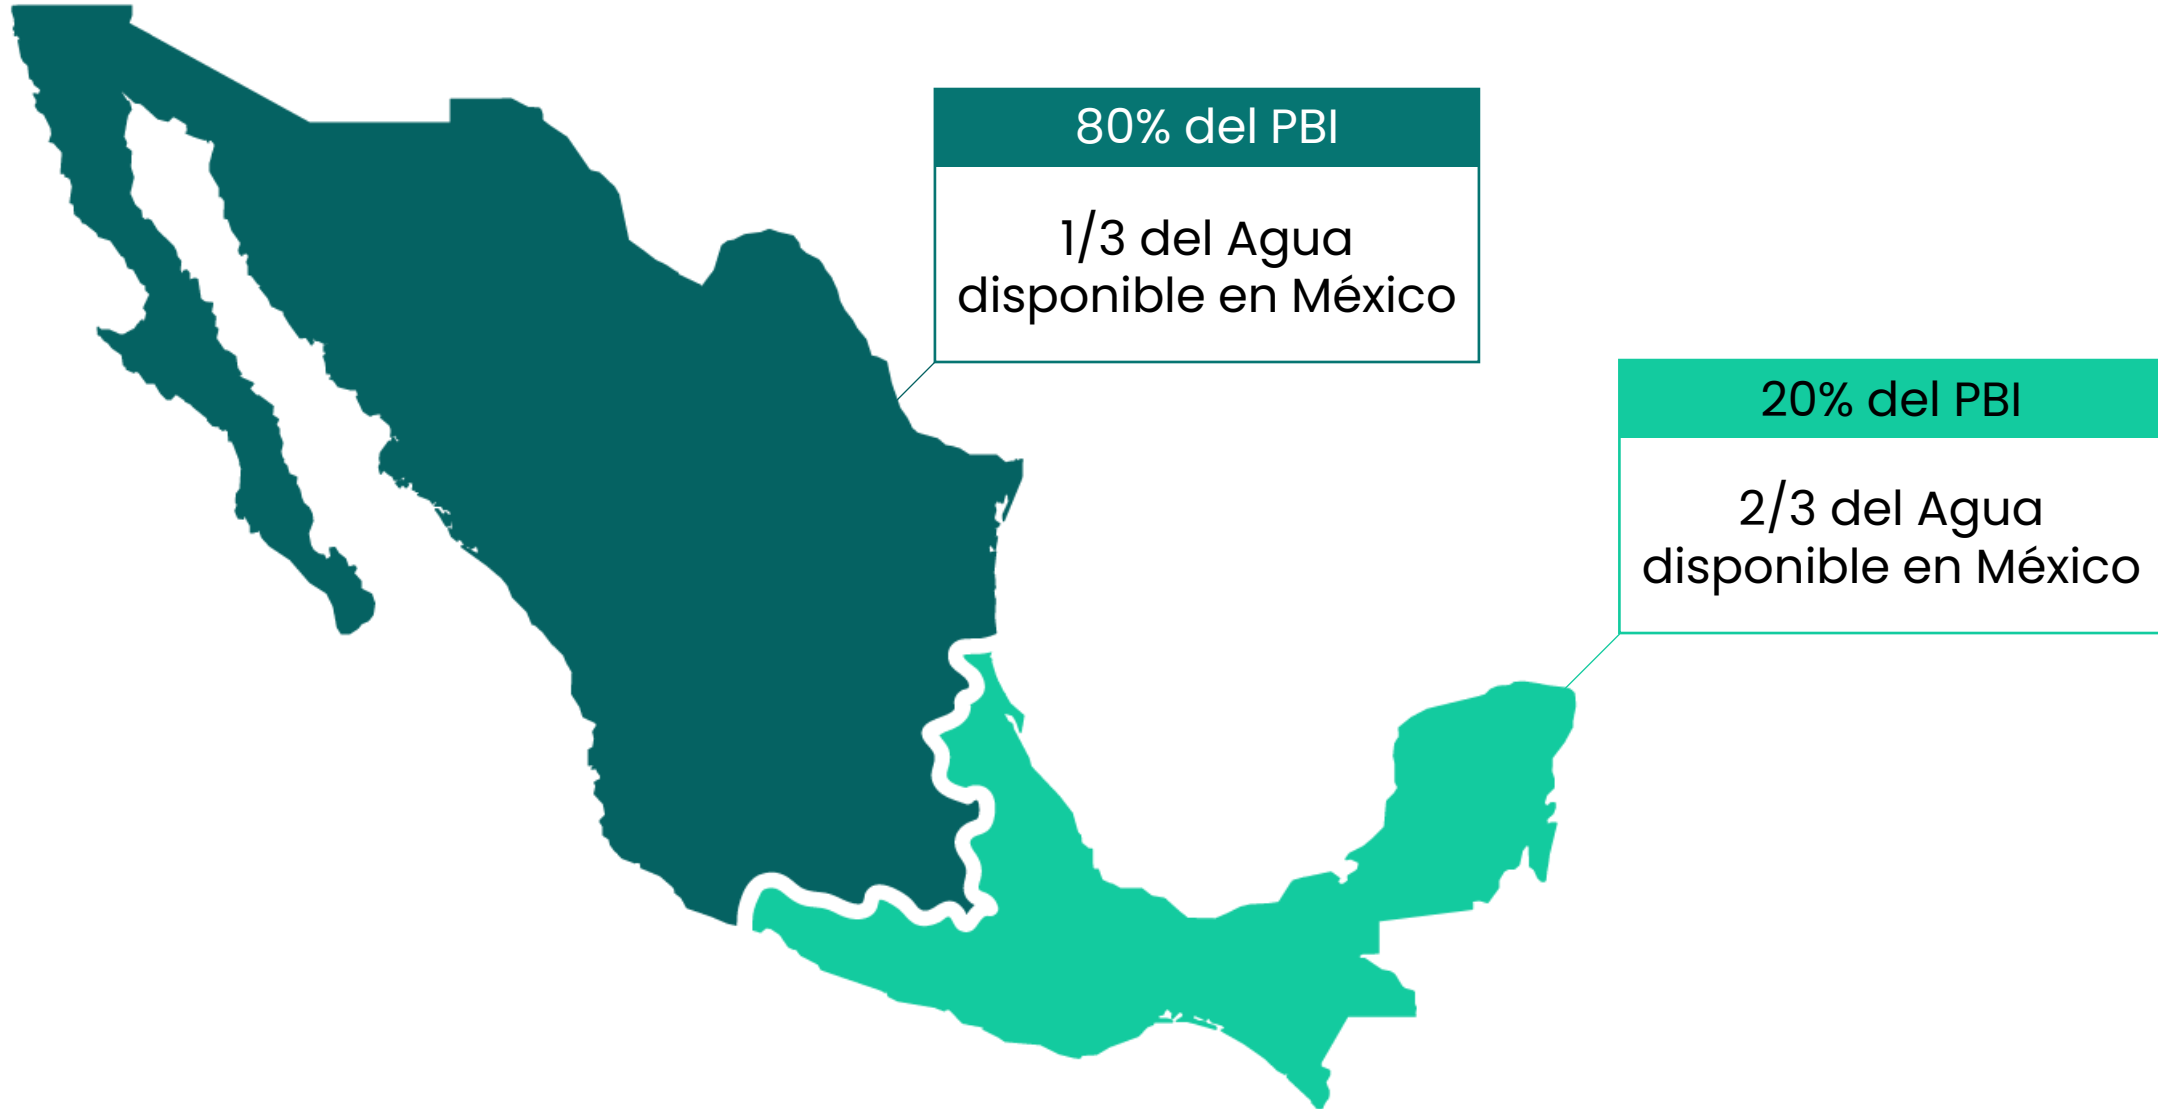 80% del PBI
1/3 del Agua
disponible en México
20% del PBI
2/3 del Agua
disponible en México